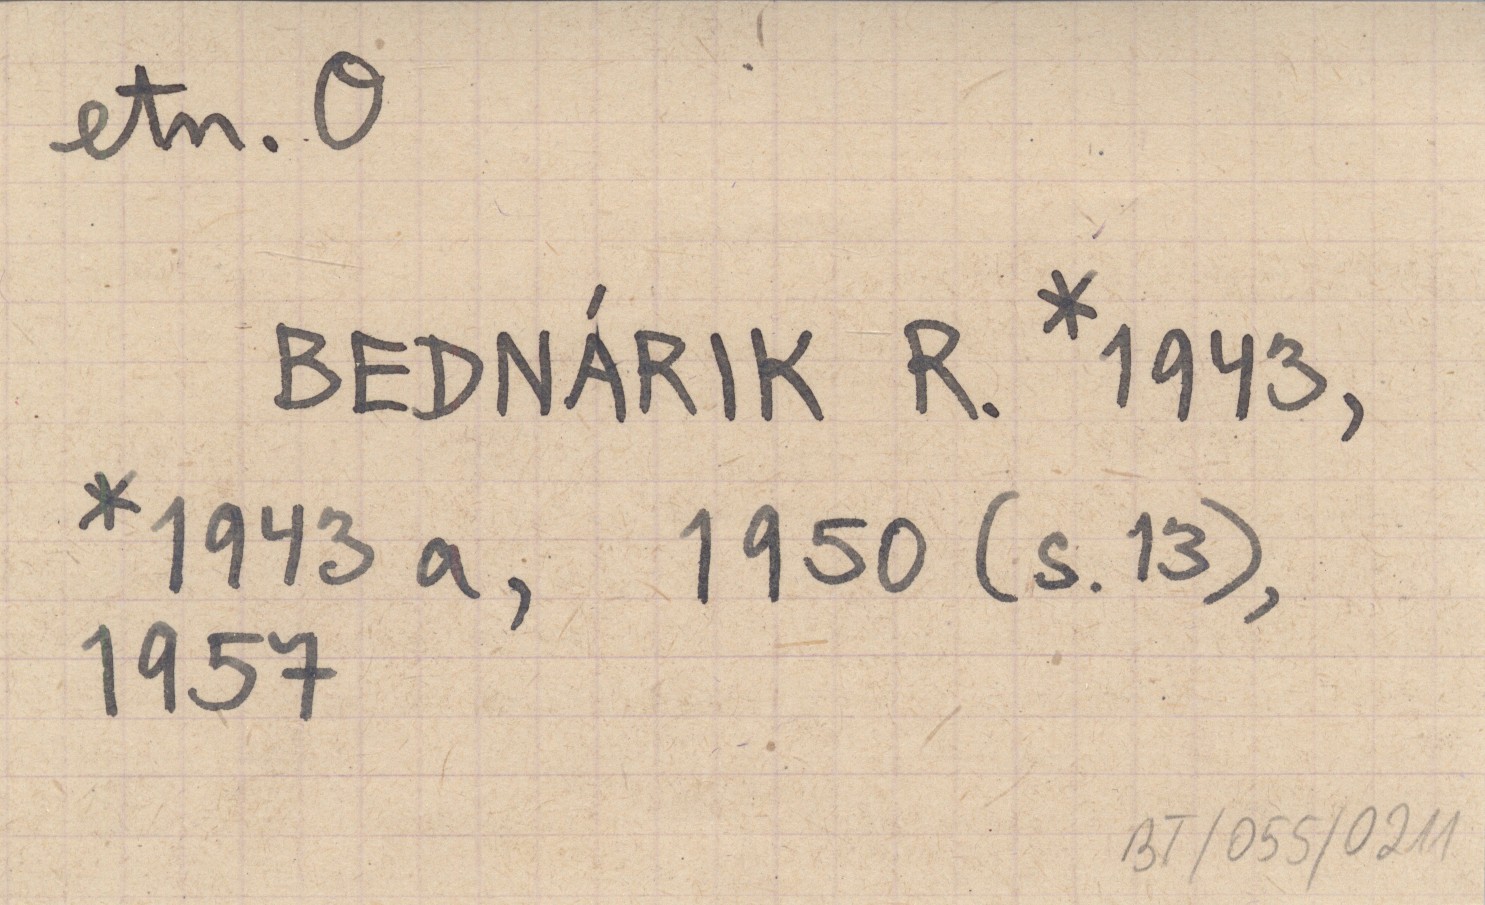 etn. O
BEDNÁRIK R. *1943,
*1943 a, 1950 (s. 13),
1957
BT/055/0211